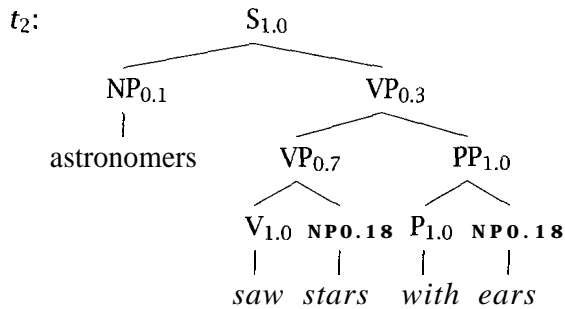 t2: S1.0
NP0.1 VP0.3
astronomers VP0.7 PP1.0
V1.0 NP0.18 P1.0 NP0.18
saw stars with ears